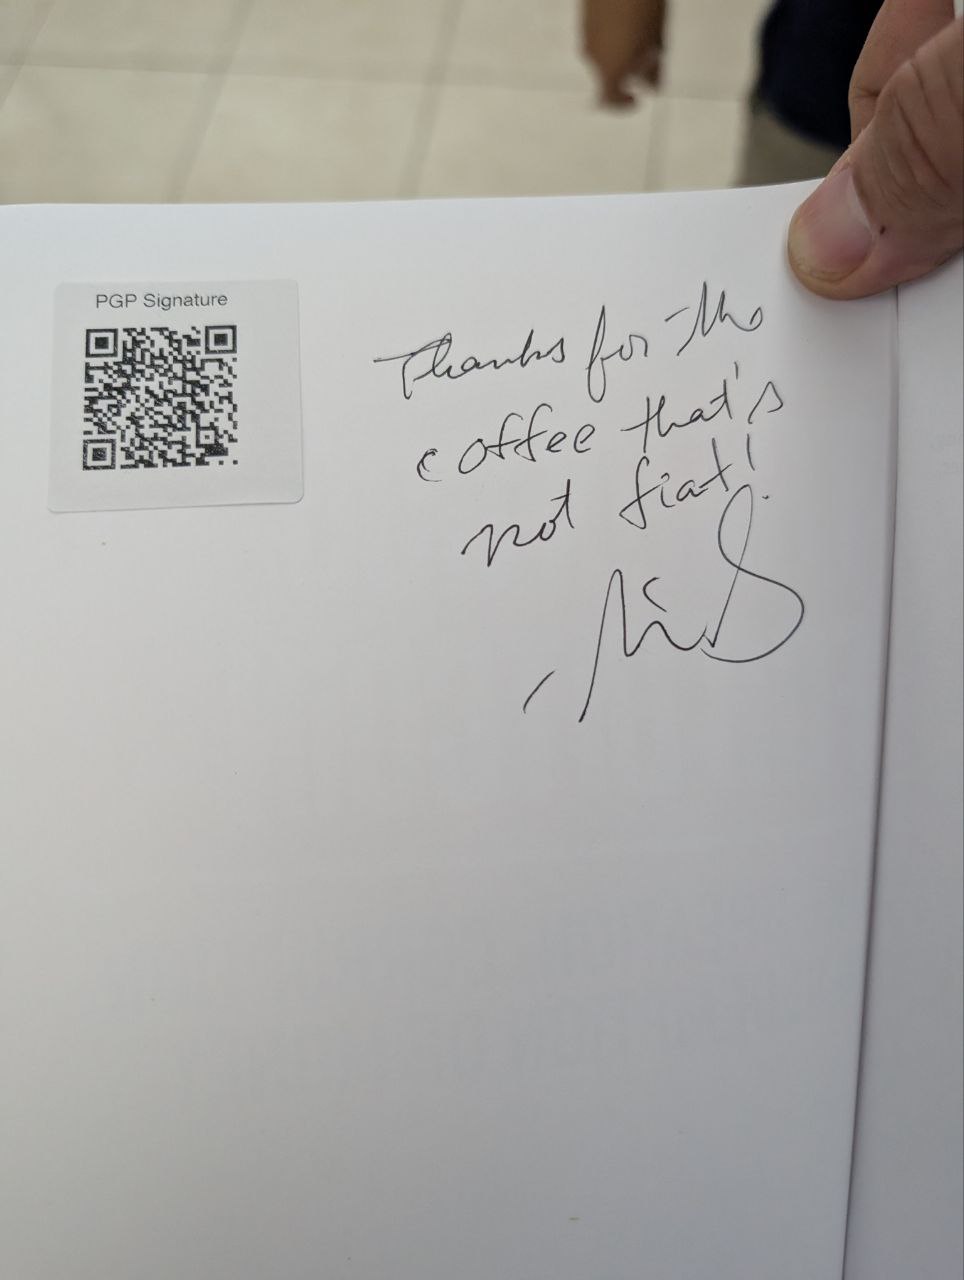 PGP Signature
Thanks for the
coffee that's
not fiat!